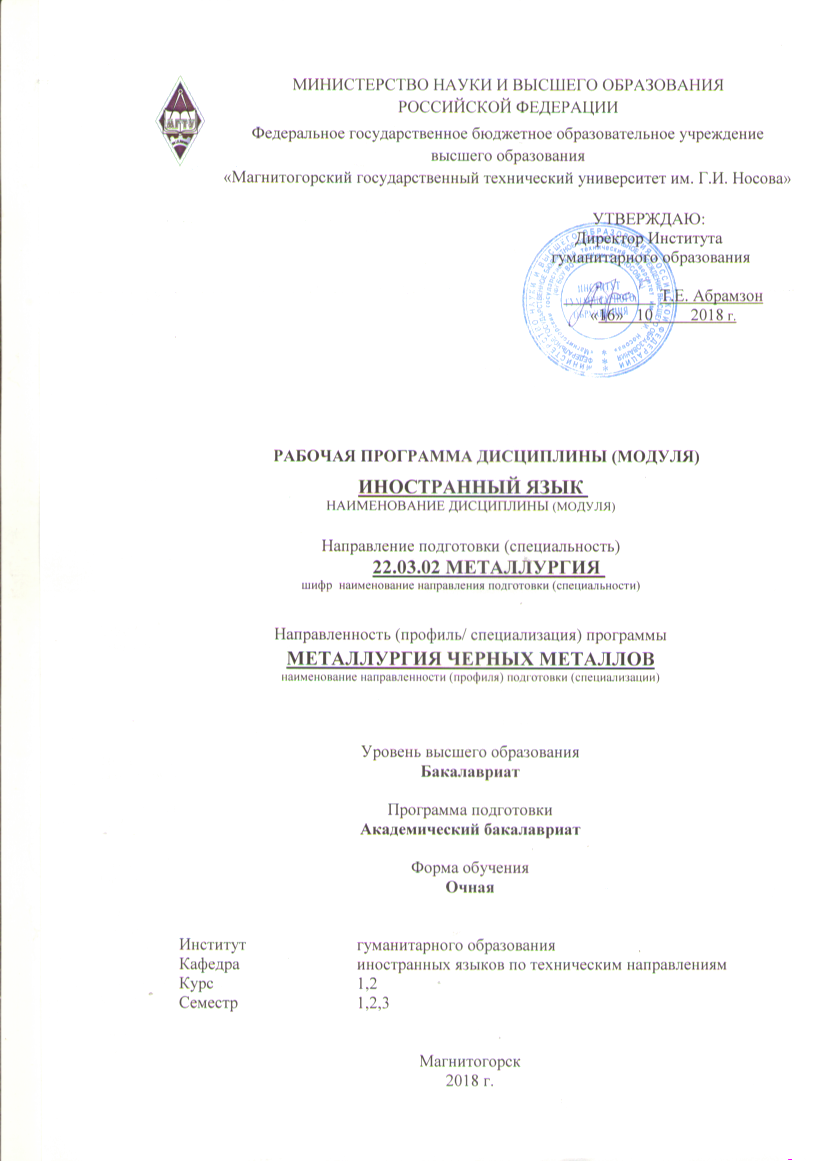 МИНИСТЕРСТВО НАУКИ И ВЫСШЕГО ОБРАЗОВАНИЯ
РОССИЙСКОЙ ФЕДЕРАЦИИ
Федеральное государственное бюджетное образовательное учреждение
высшего образования
«Магнитогорский государственный технический университет им. Г.И. Носова»
МГТУ
УТВЕРЖДАЮ:
Директор Института
гуманитарного образования
Т.Е. Абрамзон
«16» 10 2018 г.
РАБОЧАЯ ПРОГРАММА ДИСЦИПЛИНЫ (МОДУЛЯ)
ИНОСТРАННЫЙ ЯЗЫК
НАИМЕНОВАНИЕ ДИСЦИПЛИНЫ (МОДУЛЯ)
Направление подготовки (специальность)
22.03.02 МЕТАЛЛУРГИЯ
шифр наименование направления подготовки (специальности)
Направленность (профиль/ специализация) программы
МЕТАЛЛУРГИЯ ЧЕРНЫХ МЕТАЛЛОВ
наименование направленности (профиля) подготовки (специализации)
Уровень высшего образования
Бакалавриат
Программа подготовки
Академический бакалавриат
Форма обучения
Очная
Институт гуманитарного образования
Кафедра иностранных языков по техническим направлениям
Курс 1,2
Семестр 1,2,3
Магнитогорск
2018 г.